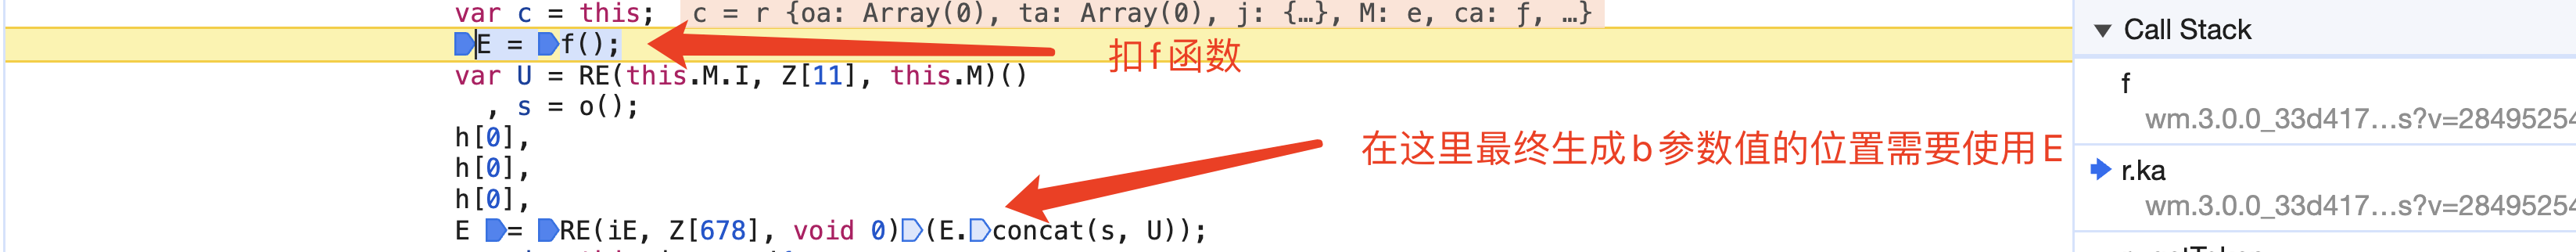 var c = this; c = r {oa: Array(0), ta: Array(0), j: {…}, M: e, ca: ƒ, …}
E = f();
扣f函数
var U = RE(this.M.I, Z[11], this.M)()
, s = o();
h[0],
h[0],
h[0],
在这里最终生成b参数值的位置需要使用E
E = RE(iE, Z[678], void 0)(E.concat(s, U));
Call Stack
f
wm.3.0.0_33d417…s?v=28495254
r.ka
wm.3.0.0_33d417…s?v=28495254